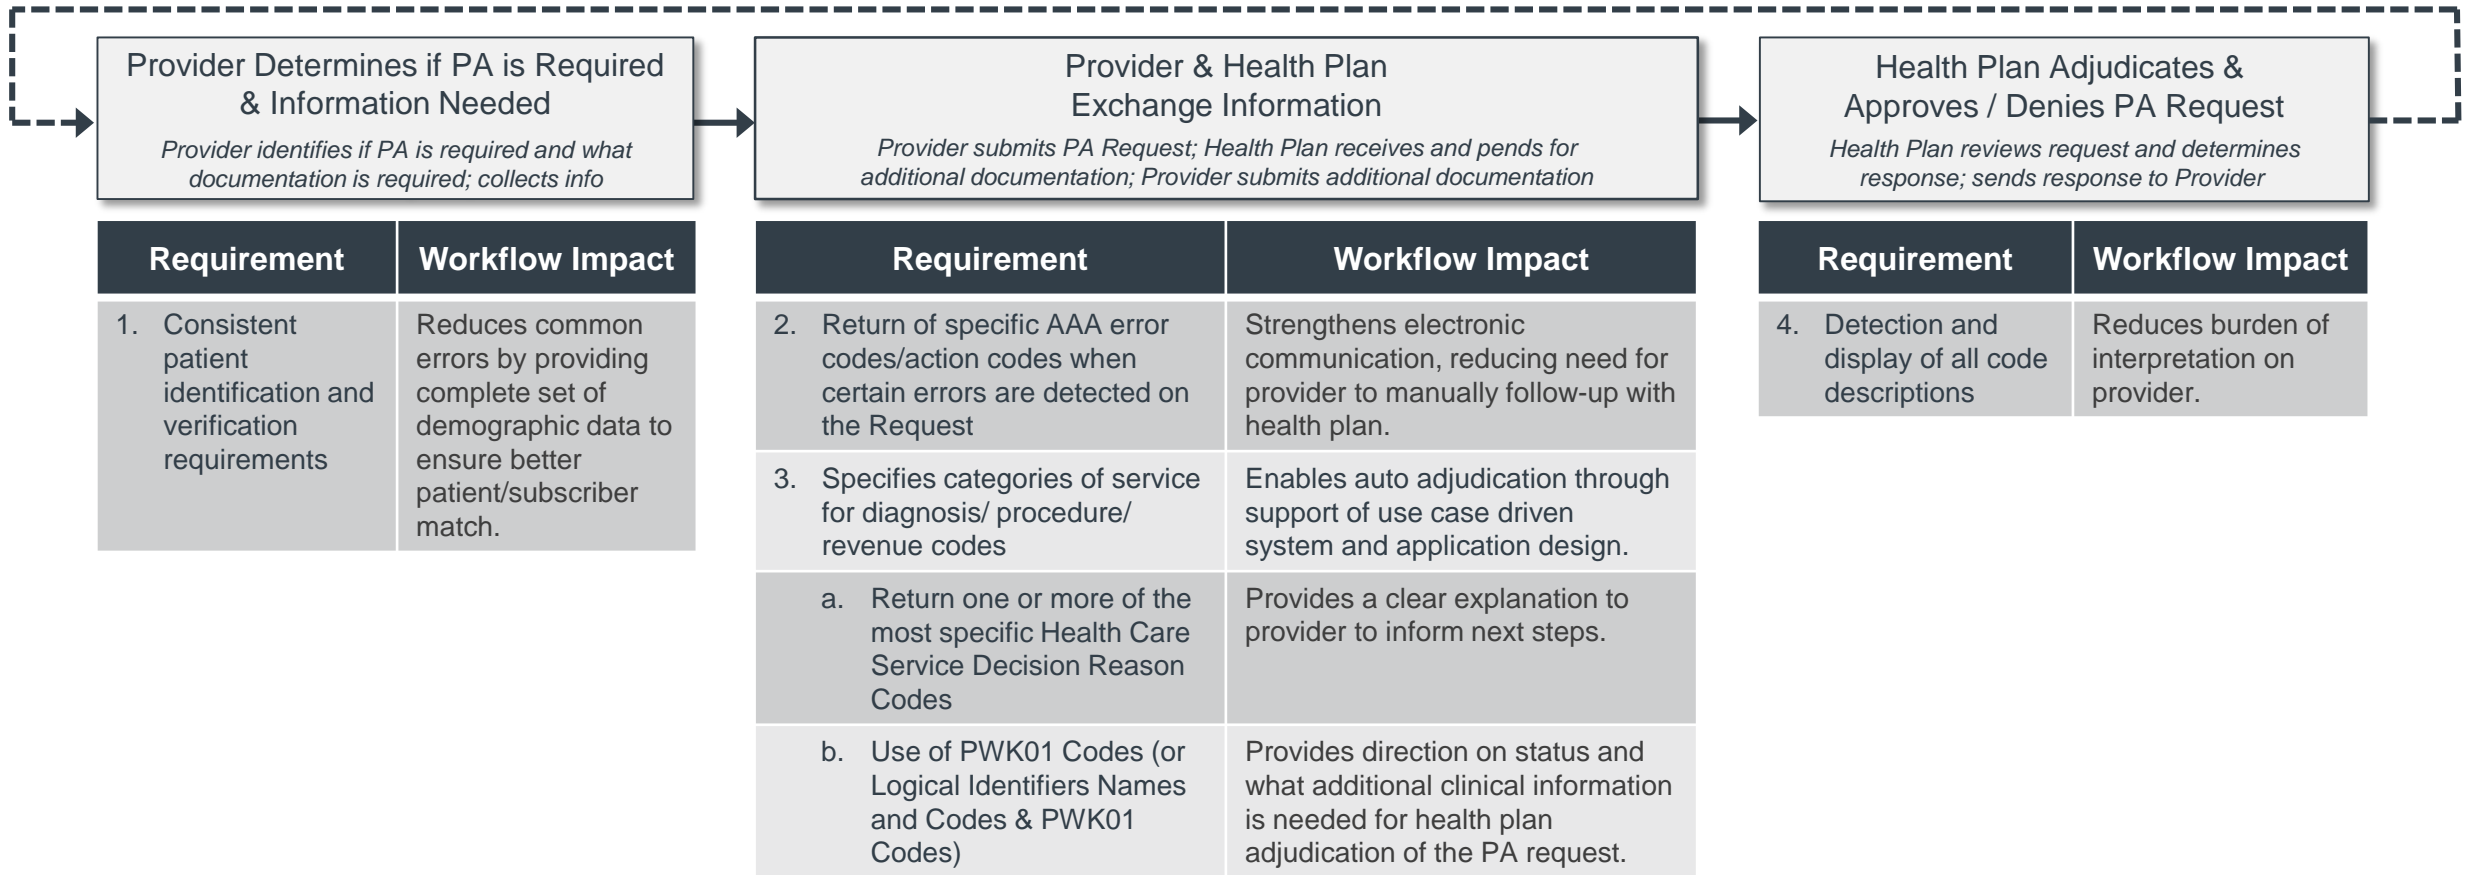 Provider Determines if PA is Required
& Information Needed
Provider identifies if PA is required and what
documentation is required; collects info
Requirement
Workflow Impact
1. Consistent
patient
identification and
verification
requirements
Reduces common
errors by providing
complete set of
demographic data to
ensure better
patient/subscriber
match.
Provider & Health Plan
Exchange Information
Provider submits PA Request; Health Plan receives and pends for
additional documentation; Provider submits additional documentation
Requirement
Workflow Impact
2. Return of specific AAA error
codes/action codes when
certain errors are detected on
the Request
Strengthens electronic
communication, reducing need for
provider to manually follow-up with
health plan.
3. Specifies categories of service
for diagnosis/ procedure/
revenue codes
Enables auto adjudication through
support of use case driven
system and application design.
a. Return one or more of the
most specific Health Care
Service Decision Reason
Codes
Provides a clear explanation to
provider to inform next steps.
b. Use of PWK01 Codes (or
Logical Identifiers Names
and Codes & PWK01
Codes)
Provides direction on status and
what additional clinical information
is needed for health plan
adjudication of the PA request.
Health Plan Adjudicates &
Approves / Denies PA Request
Health Plan reviews request and determines
response; sends response to Provider
Requirement
Workflow Impact
4. Detection and
display of all code
descriptions
Reduces burden of
interpretation on
provider.